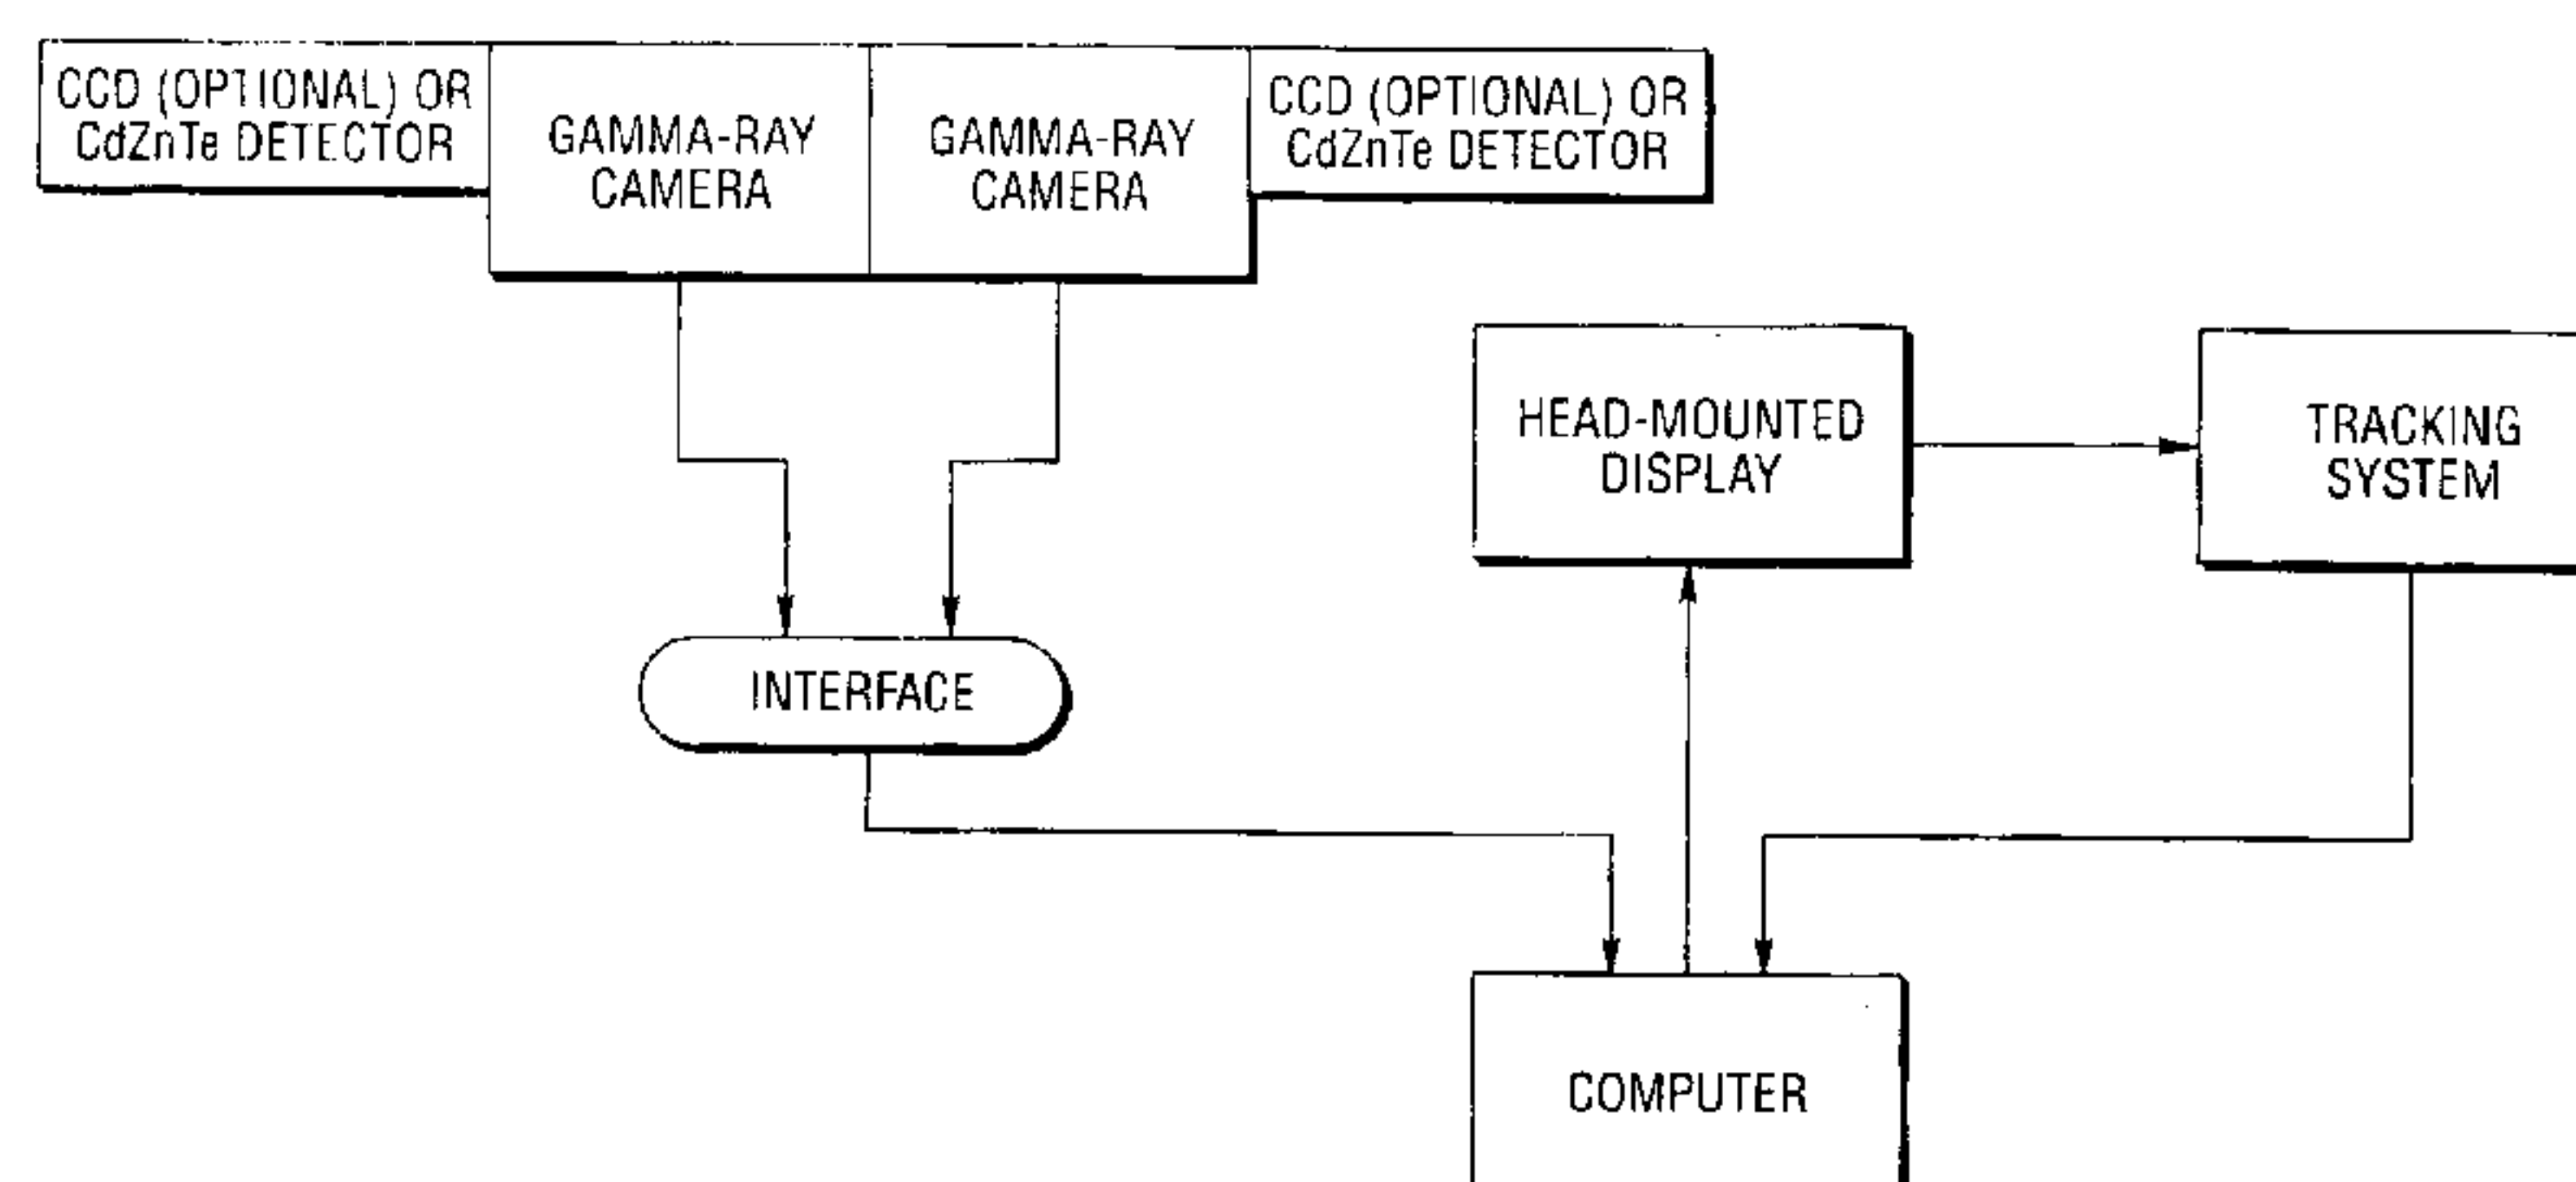 CCD (OPTIONAL) OR
CdZnTe DETECTOR
GAMMA-RAY
CAMERA
GAMMA-RAY
CAMERA
CCD (OPTIONAL) OR
CdZnTe DETECTOR
HEAD-MOUNTED
DISPLAY
TRACKING
SYSTEM
INTERFACE
COMPUTER